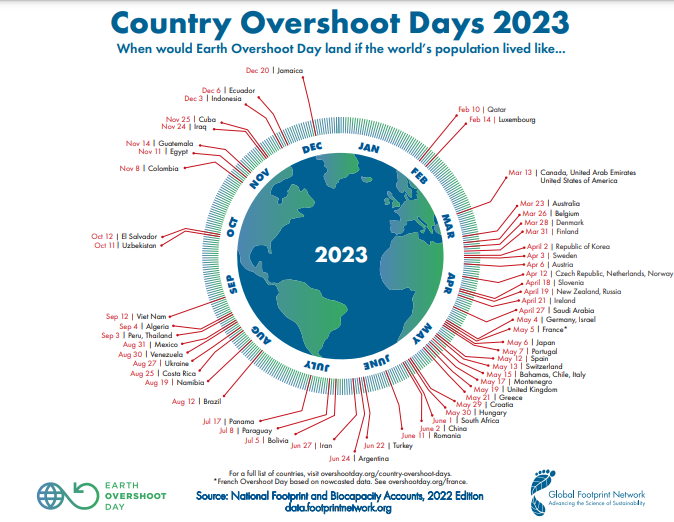 Country Overshoot Days 2023
When would Earth Overshoot Day land if the world's population lived like...
Dec 20 | Jamaica
Dec 6 | Ecuador
Dec 3 | Indonesia
Nov 25 | Cuba
Nov 24 | Iraq
Nov 14 | Guatemala
Nov 11 | Egypt
Nov 8 | Colombia
Oct 12 | El Salvador
Oct 11 | Uzbekistan
Sep 12 | Viet Nam
Sep 4 | Algeria
Sep 3 | Peru, Thailand
Aug 31 | Mexico
Aug 30 | Venezuela
Aug 27 | Ukraine
Aug 25 | Costa Rica
Aug 19 | Namibia
Aug 12 | Brazil
Jul 17 | Panama
Jul 8 | Paraguay
Jul 5 | Bolivia
Jun 27 | Iran
Jun 24 | Argentina
Jun 22 | Turkey
June 11 | Romania
June 2 | China
June 1 | South Africa
May 30 | Hungary
May 29 | Croatia
May 21 | Greece
May 19 | United Kingdom
May 17 | Montenegro
May 15 | Bahamas, Chile, Italy
May 13 | Switzerland
May 12 | Spain
May 7 | Portugal
May 6 | Japan
May 5 | France*
May 4 | Germany, Israel
April 27 | Saudi Arabia
April 21 | Ireland
April 19 | New Zealand, Russia
April 18 | Slovenia
Apr 12 | Czech Republic, Netherlands, Norway
Apr 6 | Austria
Apr 3 | Sweden
April 2 | Republic of Korea
Mar 31 | Finland
Mar 28 | Denmark
Mar 26 | Belgium
Mar 23 | Australia
Mar 13 | Canada, United Arab Emirates
United States of America
Feb 14 | Luxembourg
Feb 10 | Qatar
JAN
FEB
MAR
APR
MAY
JUNE
JULY
AUG
SEP
OCT
NOV
DEC
2023
For a full list of countries, visit overshootday.org/country-overshoot-days.
*French Overshoot Day based on nowcasted data. See overshootday.org/france.
Source: National Footprint and Biocapacity Accounts, 2022 Edition
data.footprintnetwork.org
EARTH
OVERSHOOT
DAY
Global Footprint Network
Advancing the Science of Sustainability